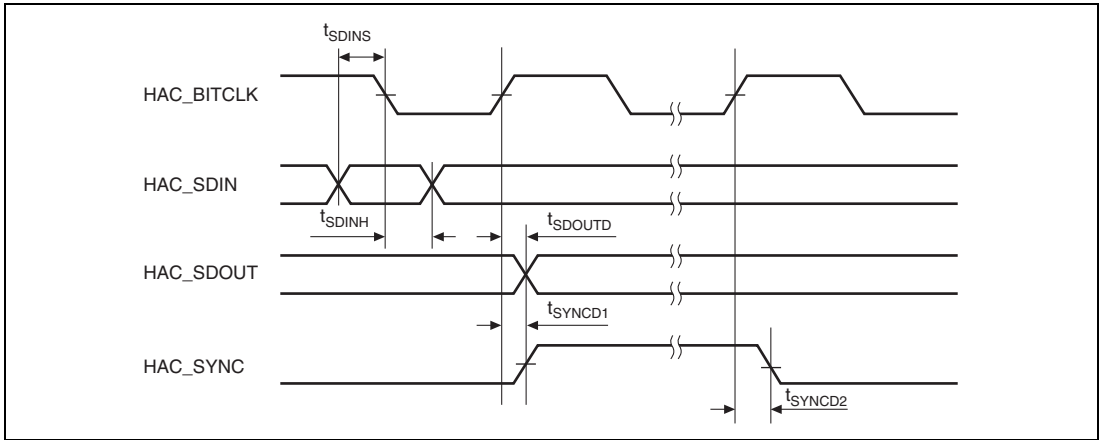 tSDINS
HAC_BITCLK
HAC_SDIN
tSDINH
tSDOUTD
HAC_SDOUT
tSYNCD1
HAC_SYNC
tSYNCD2